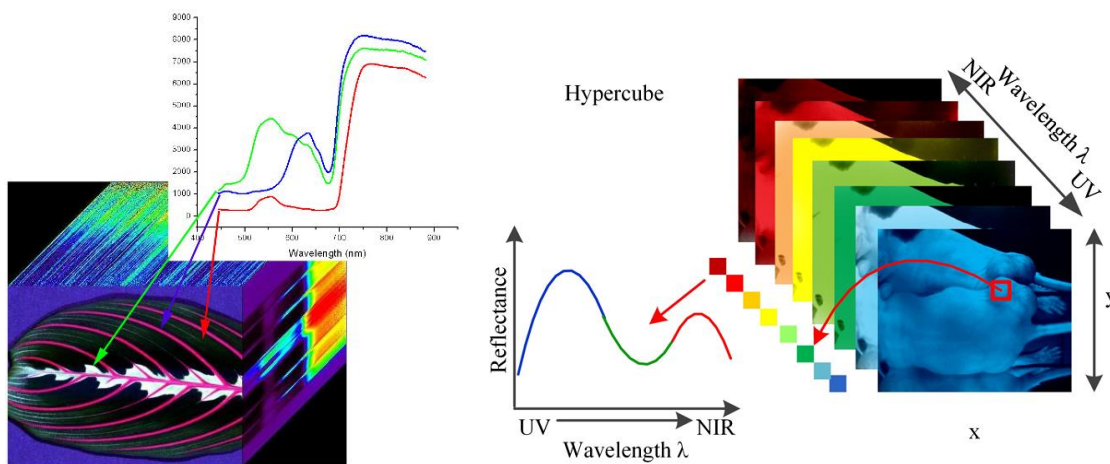 9000
8000
7000
6000
5000
4000
3000
2000
1000
0
400
500
600
700
800
900
Wavelength (nm)
Hypercube
NIR
Wavelength λ
UV
y
x
Reflectance
UV
NIR
Wavelength λ